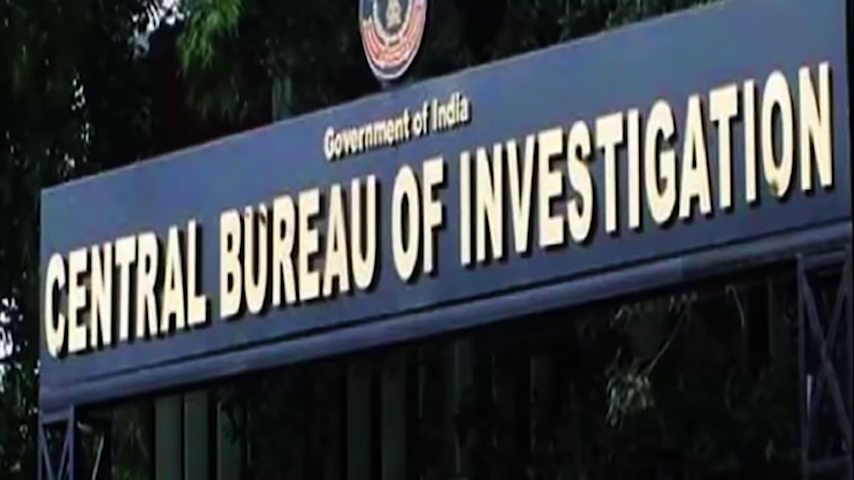 Government of India
CENTRAL BUREAU OF INVESTIGATION